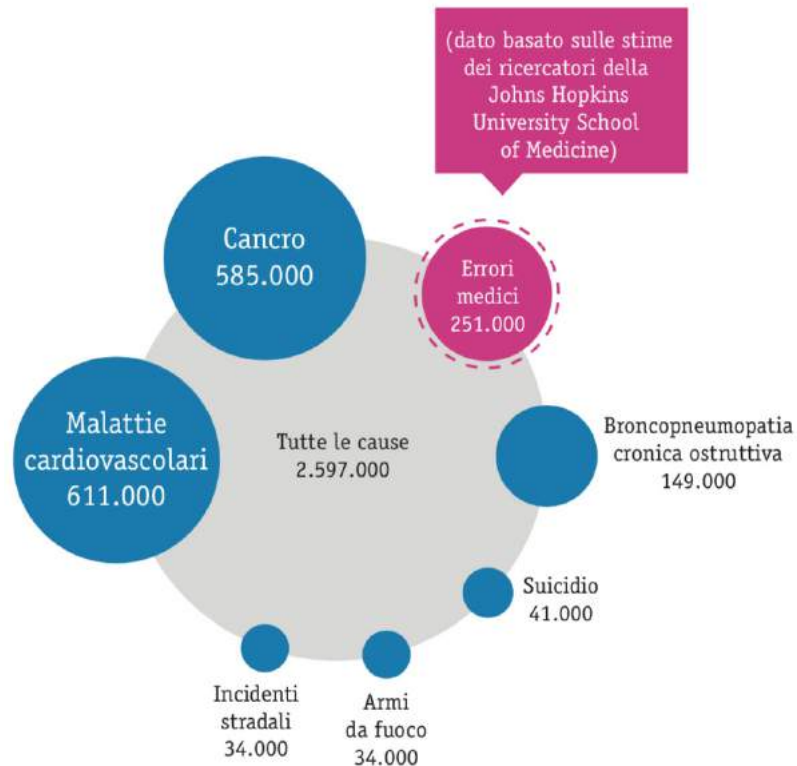 (dato basato sulle stime
dei ricercatori della
Johns Hopkins
University School
of Medicine)
Cancro
585.000
Errori
medici
251.000
Malattie
cardiovascolari
611.000
Tutte le cause
2.597.000
Broncopneumopatia
cronica ostruttiva
149.000
Suicidio
41.000
Incidenti
stradali
34.000
Armi
da fuoco
34.000